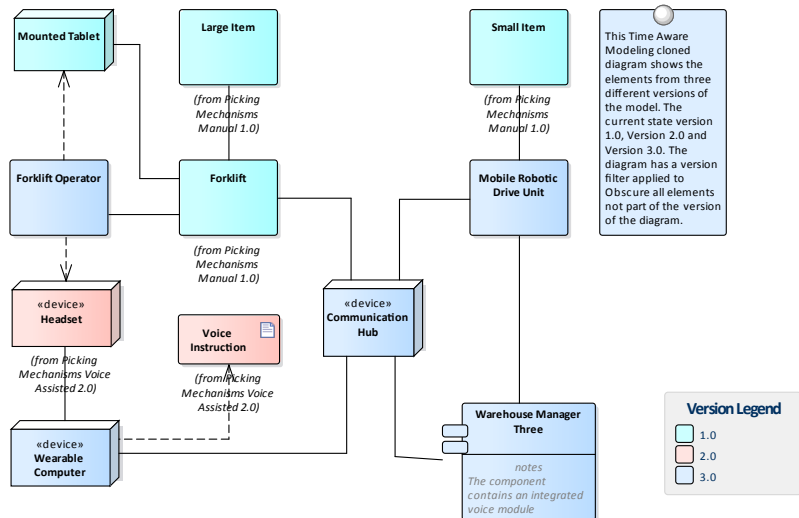 Mounted Tablet
Large Item
(from Picking
Mechanisms
Manual 1.0)
Small Item
(from Picking
Mechanisms
Manual 1.0)
This Time Aware
Modeling cloned
diagram shows the
elements from three
different versions of
the model. The
current state version
1.0, Version 2.0 and
Version 3.0. The
diagram has a version
filter applied to
Obscure all elements
not part of the version
of the diagram.
Forklift Operator
Forklift
(from Picking
Mechanisms
Manual 1.0)
Mobile Robotic
Drive Unit
«device»
Headset
(from Picking
Mechanisms Voice
Assisted 2.0)
Voice
Instruction
(from Picking
Mechanisms Voice
Assisted 2.0)
«device»
Communication
Hub
«device»
Wearable
Computer
Warehouse Manager
Three
notes
The component
contains an integrated
voice module
Version Legend
1.0
2.0
3.0